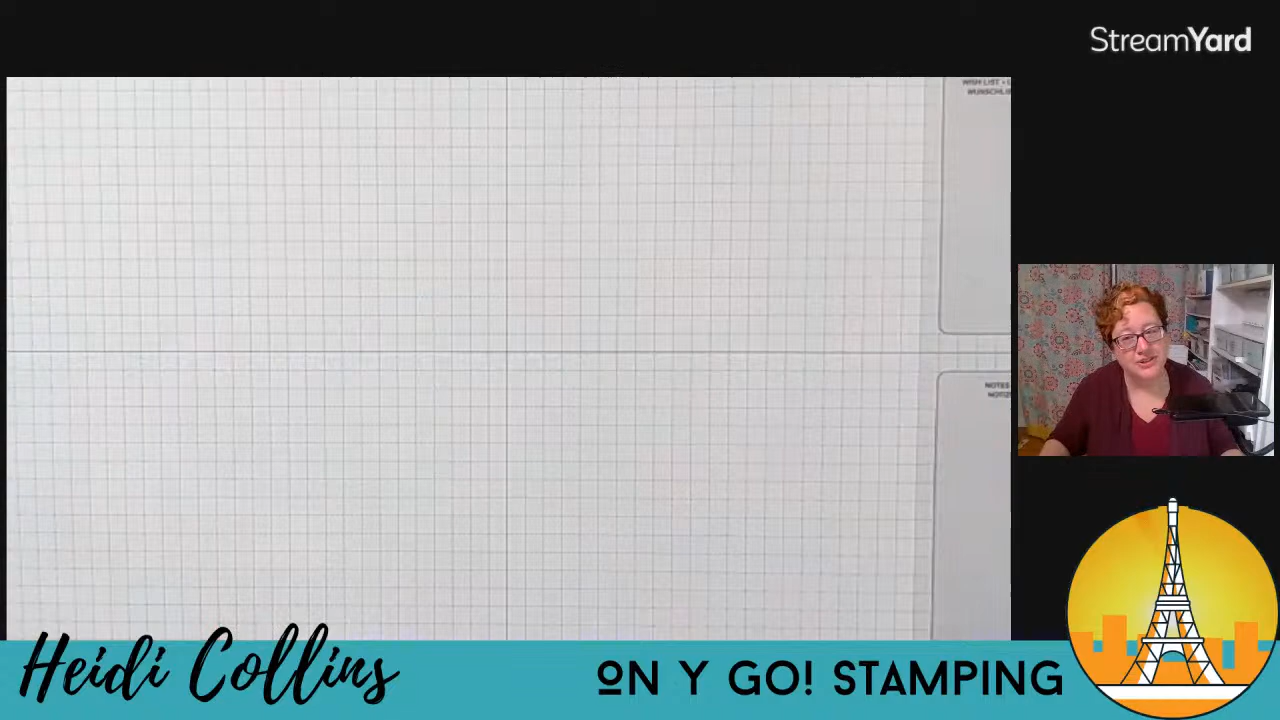 StreamYard
WISH LIST •
NOTES
Heidi Collins
ON Y GO! STAMPING